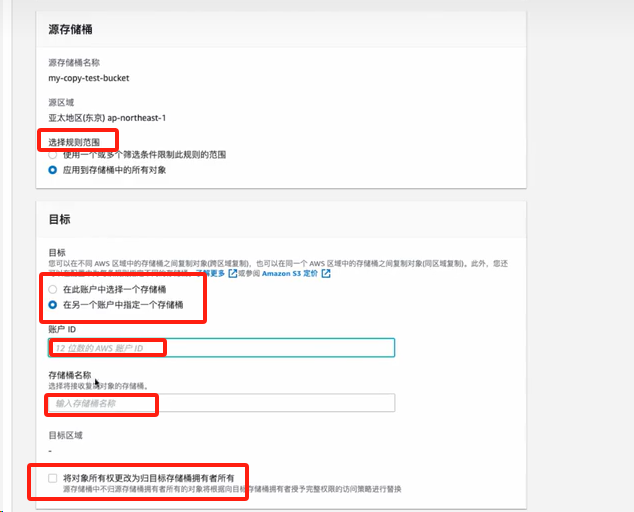 源存储桶
源存储桶名称
my-copy-test-bucket
源区域
亚太地区(东京) ap-northeast-1
选择规则范围
使用一个或多个筛选条件限制此规则的范围
应用到存储桶中的所有对象
目标
目标
您可以在不同 AWS 区域中的存储桶之间复制对象(跨区域复制)，也可以在同一个 AWS 区域中的存储桶之间复制对象(同区域复制)。此外，您还
了解更多 或参阅 Amazon S3 定价
在此账户中选择一个存储桶
在另一个账户中指定一个存储桶
账户 ID
12 位数的 AWS 账户 ID
存储桶名称
选择将接收复制对象的存储桶。
输入存储桶名称
目标区域
-
将对象所有权更改为归目标存储桶拥有者所有
源存储桶中不归源存储桶拥有者所有的对象将根据向目标存储桶拥有者授予完整权限的访问策略进行替换